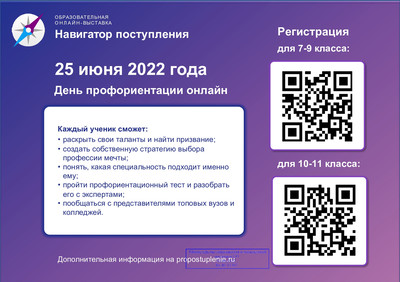 ОБРАЗОВАТЕЛЬНАЯ
ОНЛАЙН-ВЫСТАВКА
Навигатор поступления
25 июня 2022 года
День профориентации онлайн
Каждый ученик сможет:
• раскрыть свои таланты и найти призвание;
• создать собственную стратегию выбора
профессии мечты;
• понять, какая специальность подходит именно
ему;
• пройти профориентационный тест и разобрать
его с экспертами;
• пообщаться с представителями топовых вузов и
колледжей.
Дополнительная информация на propostuplenie.ru
Регистрация
для 7-9 класса:
для 10-11 класса: